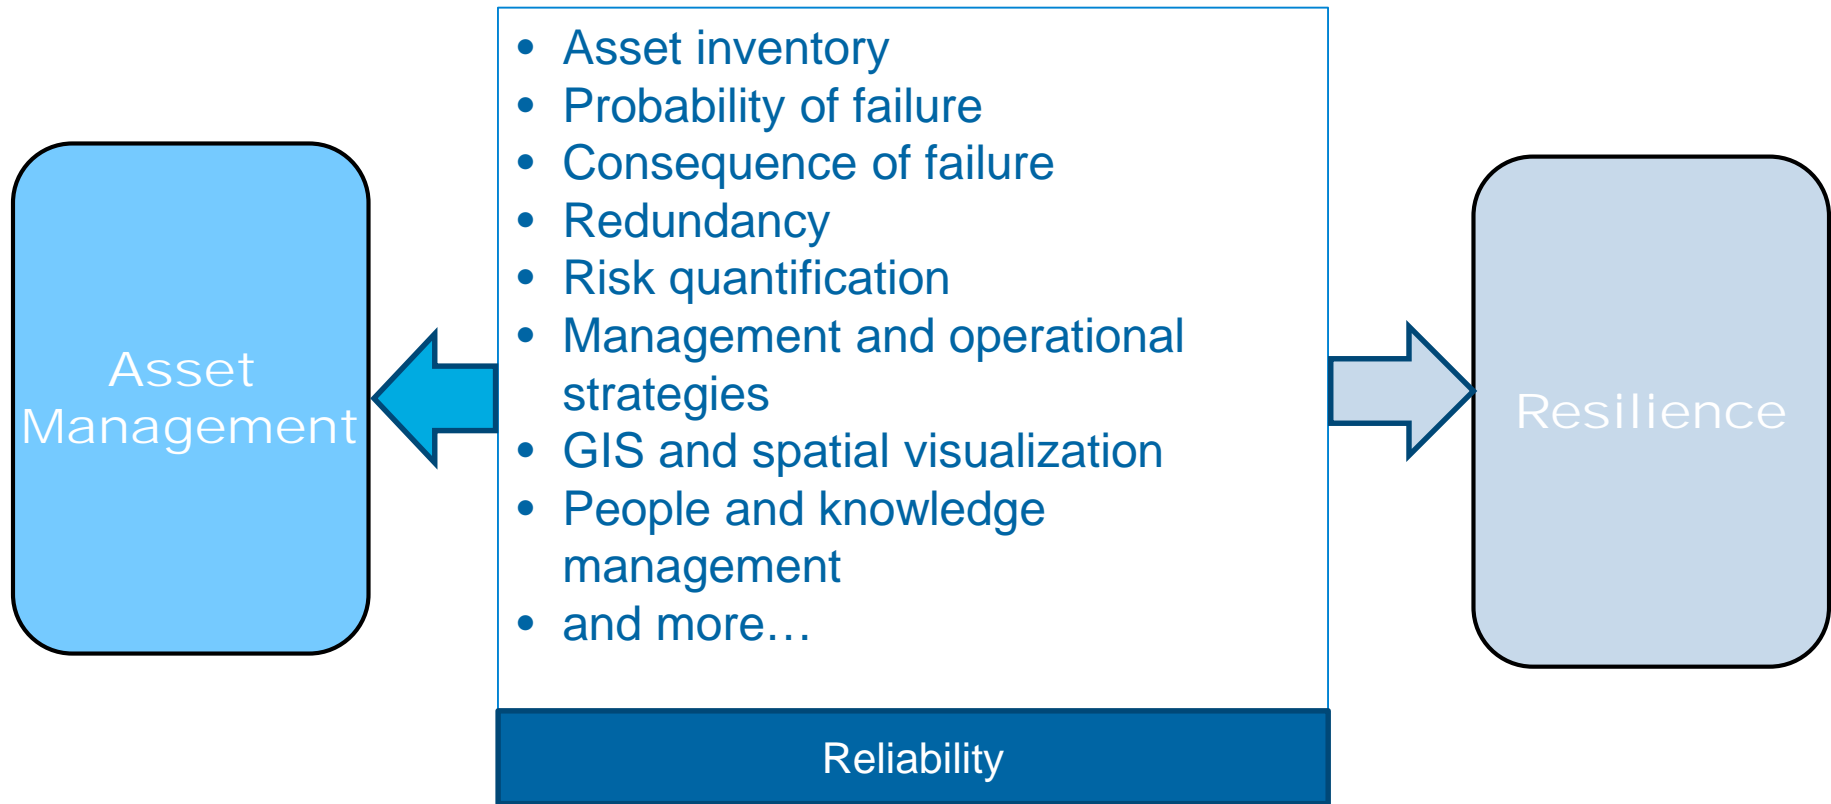 Asset
Management
• Asset inventory
• Probability of failure
• Consequence of failure
• Redundancy
• Risk quantification
• Management and operational
strategies
• GIS and spatial visualization
• People and knowledge
management
• and more…
Reliability
Resilience